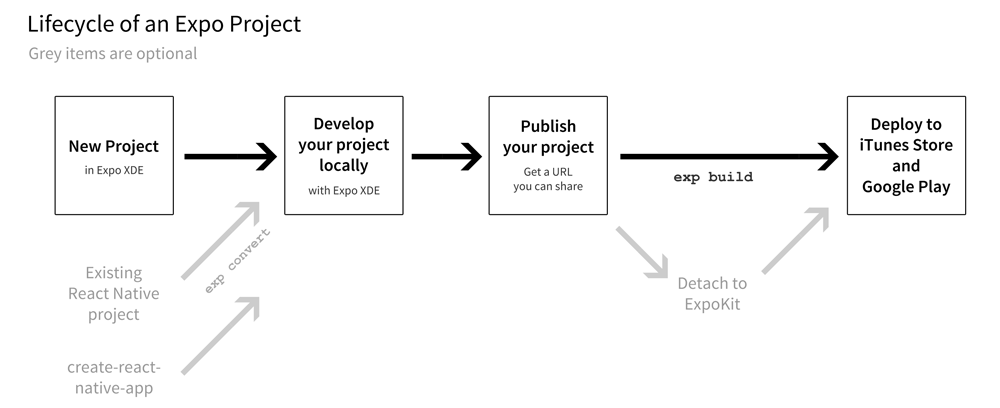 Lifecycle of an Expo Project
Grey items are optional
New Project
in Expo XDE
Develop
your project
locally
with Expo XDE
Publish
your project
Get a URL
you can share
exp build
Deploy to
iTunes Store
and
Google Play
Existing
React Native
project
exp convert
create-react-
native-app
Detach to
ExpoKit